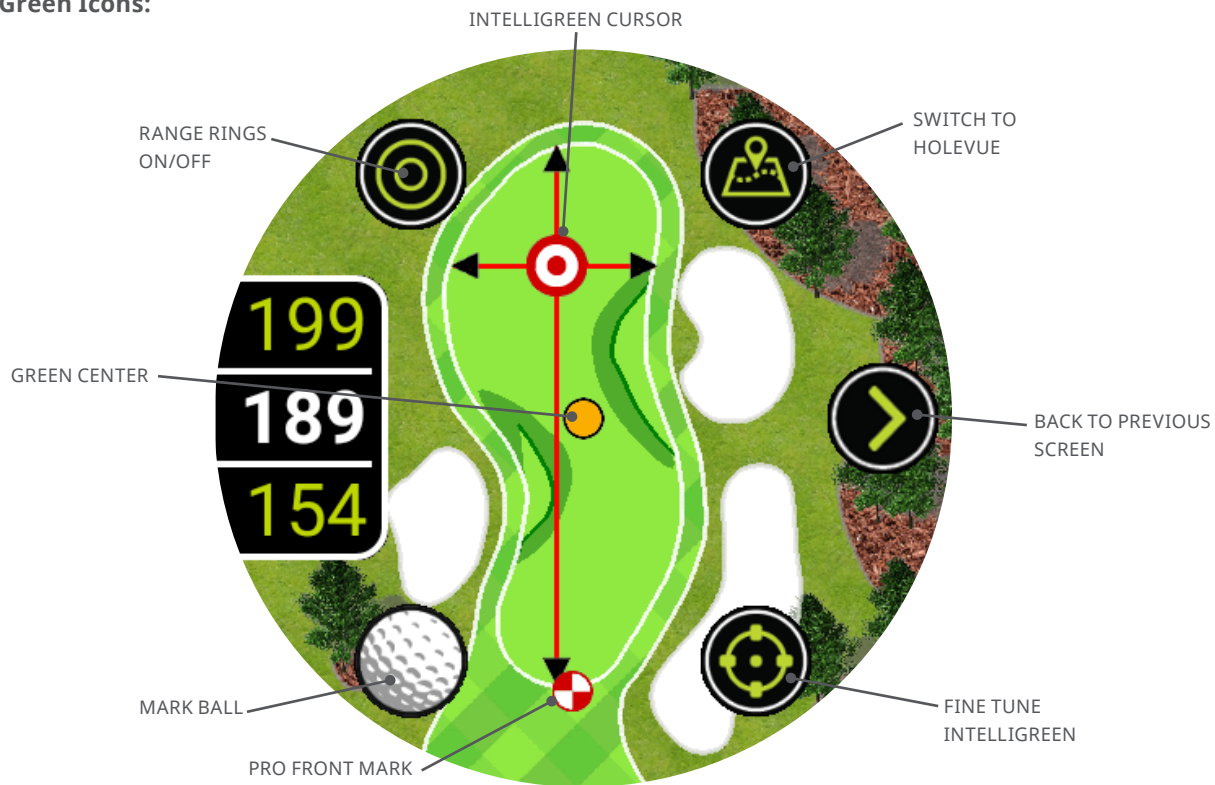 Green Icons:
INTELLIGREEN CURSOR
RANGE RINGS
ON/OFF
SWITCH TO
HOLEVUE
199
GREEN CENTER
189
BACK TO PREVIOUS
SCREEN
154
MARK BALL
FINE TUNE
INTELLIGREEN
PRO FRONT MARK